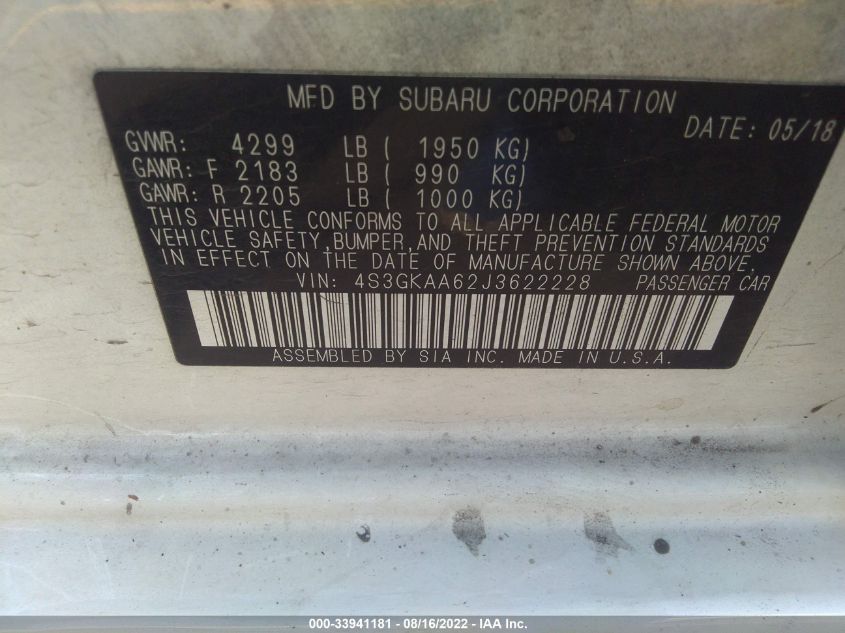 MFD BY SUBARU CORPORATION
DATE: 05/18
GVWR: 4299 LB ( 1950 KG)
GAWR: F 2183 LB ( 990 KG)
GAWR: R 2205 LB ( 1000 KG)
THIS VEHICLE CONFORMS TO ALL APPLICABLE FEDERAL MOTOR
VEHICLE SAFETY,BUMPER,AND THEFT PREVENTION STANDARDS
IN EFFECT ON THE DATE OF MANUFACTURE SHOWN ABOVE.
VIN: 4S3GKAA62J3622228 PASSENGER CAR
ASSEMBLED BY SIA INC. MADE IN U.S.A.
000-33941181 - 08/16/2022 - IAA Inc.